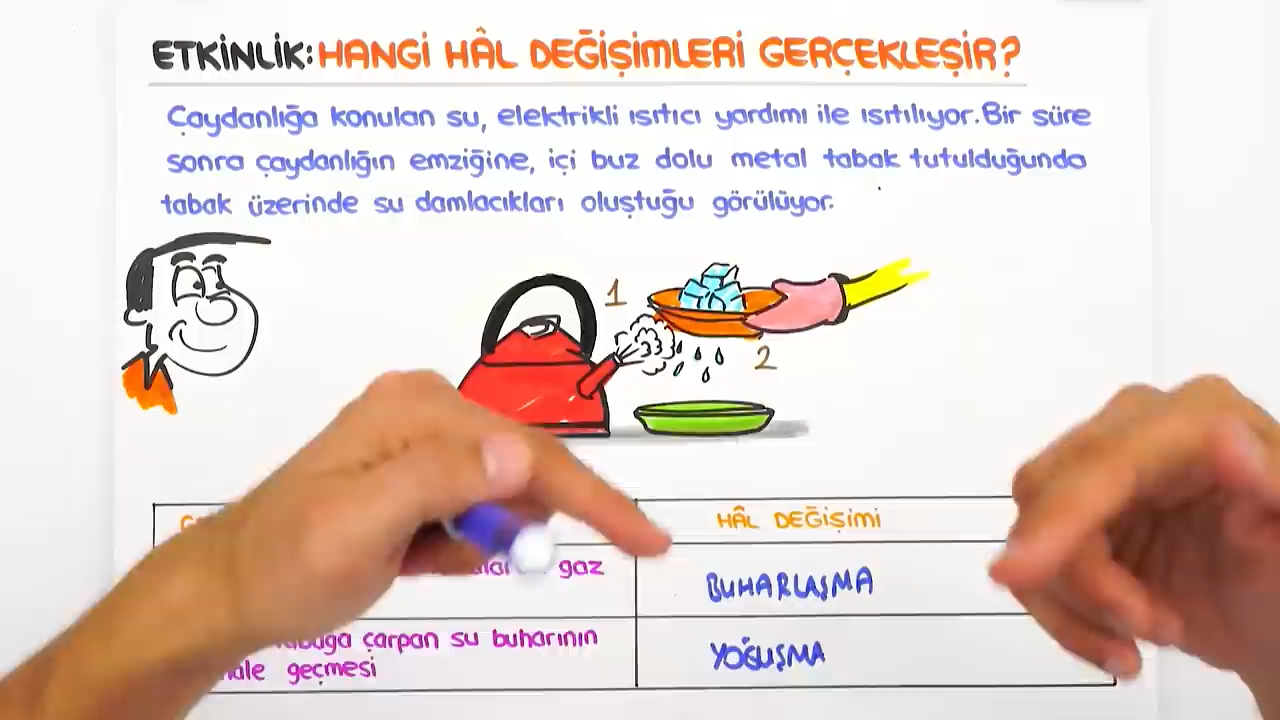 ETKİNLİK: HANGİ HÂL DEĞİŞİMLERİ GERÇEKLEŞİR?
Çaydanlığa konulan su, elektrikli ısıtıcı yardımı ile ısıtılıyor. Bir süre
sonra çaydanlığın emziğine, içi buz dolu metal tabak tutulduğunda
tabak üzerinde su damlacıkları oluştuğu görülüyor.
1
2
HÂL DEĞİŞİMİ
gaz
BUHARLAŞMA
çarpan su buharının
geçmesi
YOĞUŞMA